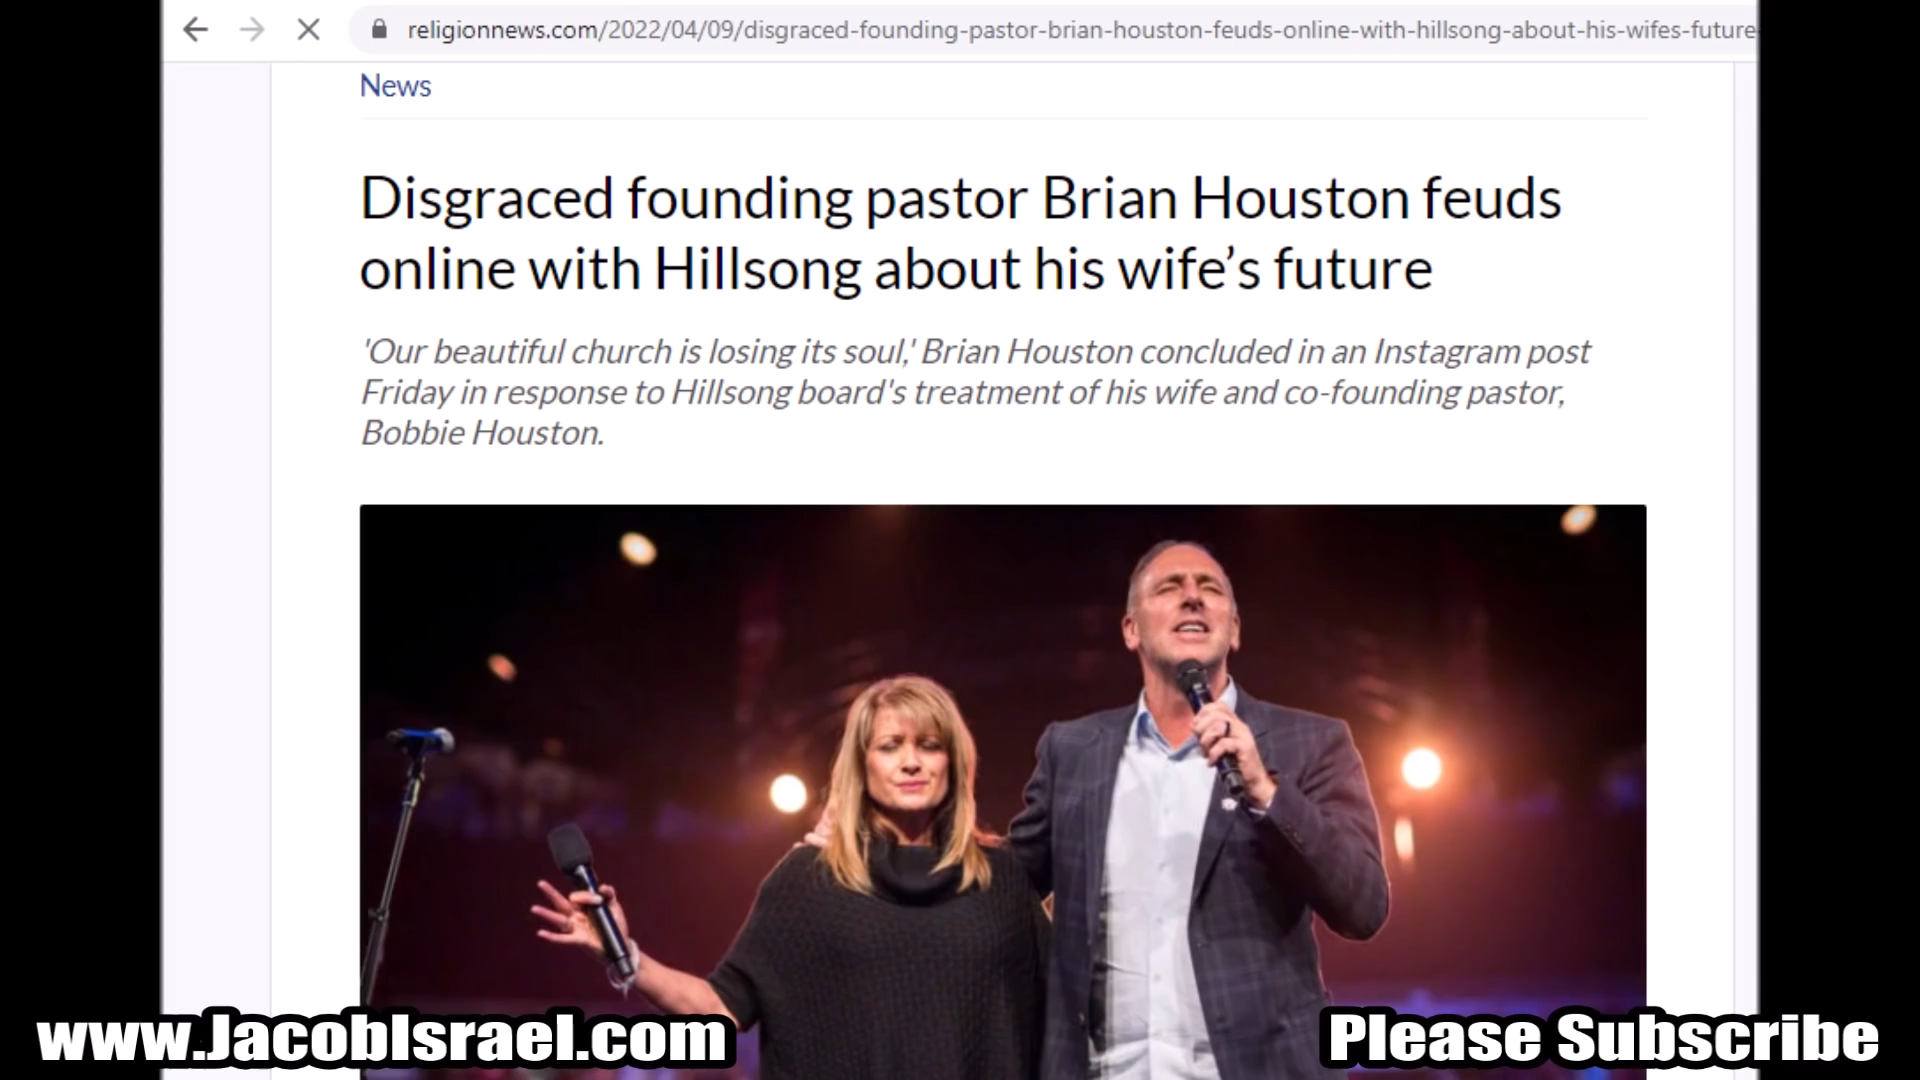 religionnews.com/2022/04/09/disgraced-founding-pastor-brian-houston-feuds-online-with-hillsong-about-his-wifes-future-
News
Disgraced founding pastor Brian Houston feuds
online with Hillsong about his wife’s future
'Our beautiful church is losing its soul,' Brian Houston concluded in an Instagram post
Friday in response to Hillsong board's treatment of his wife and co-founding pastor,
Bobbie Houston.
www.JacobIsrael.com
Please Subscribe